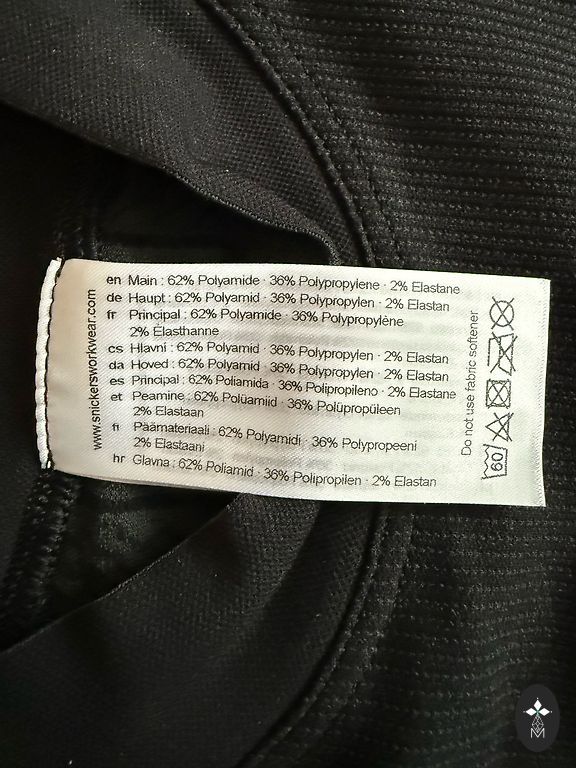 en Main : 62% Polyamide · 36% Polypropylene · 2% Elastane
de Haupt : 62% Polyamid · 36% Polypropylen · 2% Elastan
fr Principal : 62% Polyamide · 36% Polypropylène
2% Élasthanne
cs Hlavní : 62% Polyamid · 36% Polypropylen · 2% Elastan
da Hoved : 62% Polyamid · 36% Polypropylen · 2% Elastan
es Principal : 62% Poliamida · 36% Polipropileno · 2% Elastane
et Peamine : 62% Polüamiid · 36% Polüpropüleen
2% Elastaan
fi Päämateriaali : 62% Polyamidi · 36% Polypropeeni
2% Elastaani
hr Glavna : 62% Poliamid · 36% Polipropilen · 2% Elastan
www.snickersworkwear.com
Do not use fabric softener
60
M